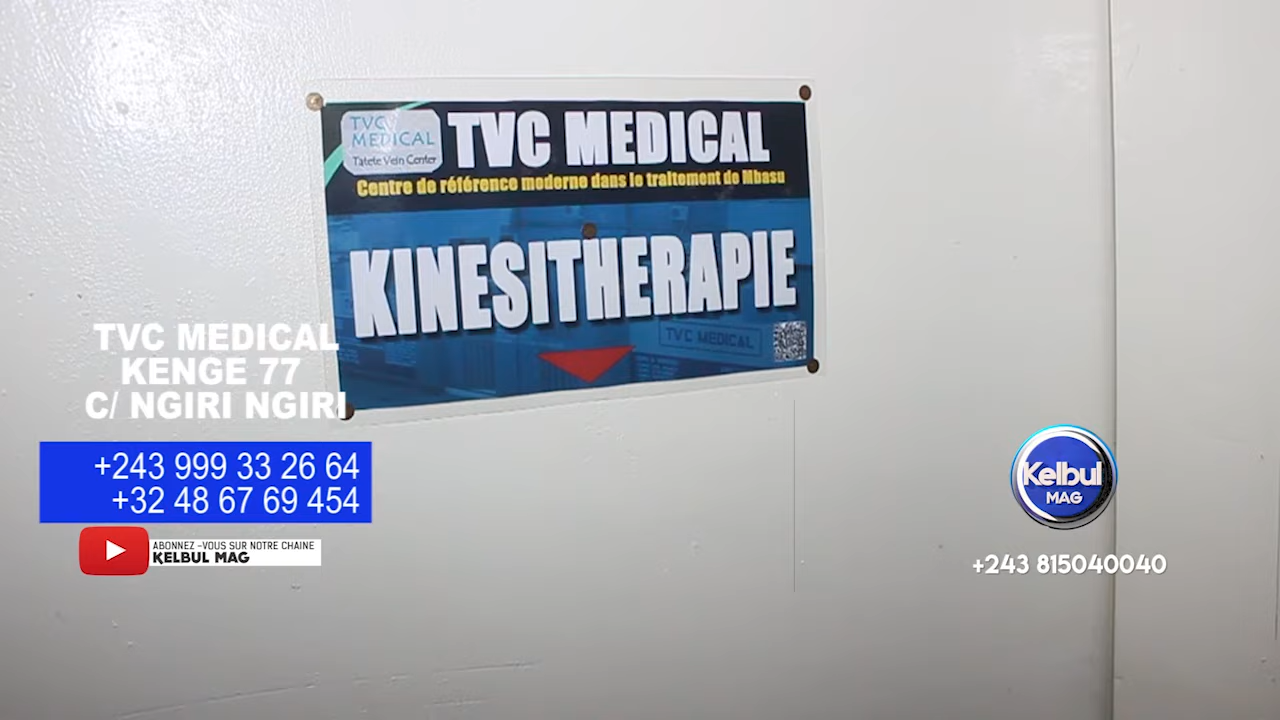 TVC
MEDICAL
Tatete Vein Center
TVC MEDICAL
Centre de référence moderne dans le traitement de Mbasu
KINESITHERAPIE
TVC MEDICAL
TVC MEDICAL
KENGE 77
C/ NGIRI NGIRI
+243 999 33 26 64
+32 48 67 69 454
ABONNEZ -VOUS SUR NOTRE CHAINE
KELBUL MAG
Kelbul
MAG
+243 815040040